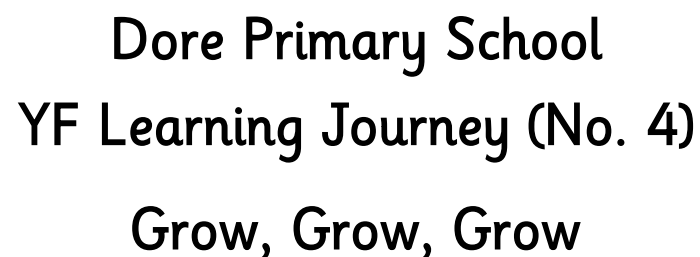 Dore Primary School
YF Learning Journey (No. 4)
Grow, Grow, Grow